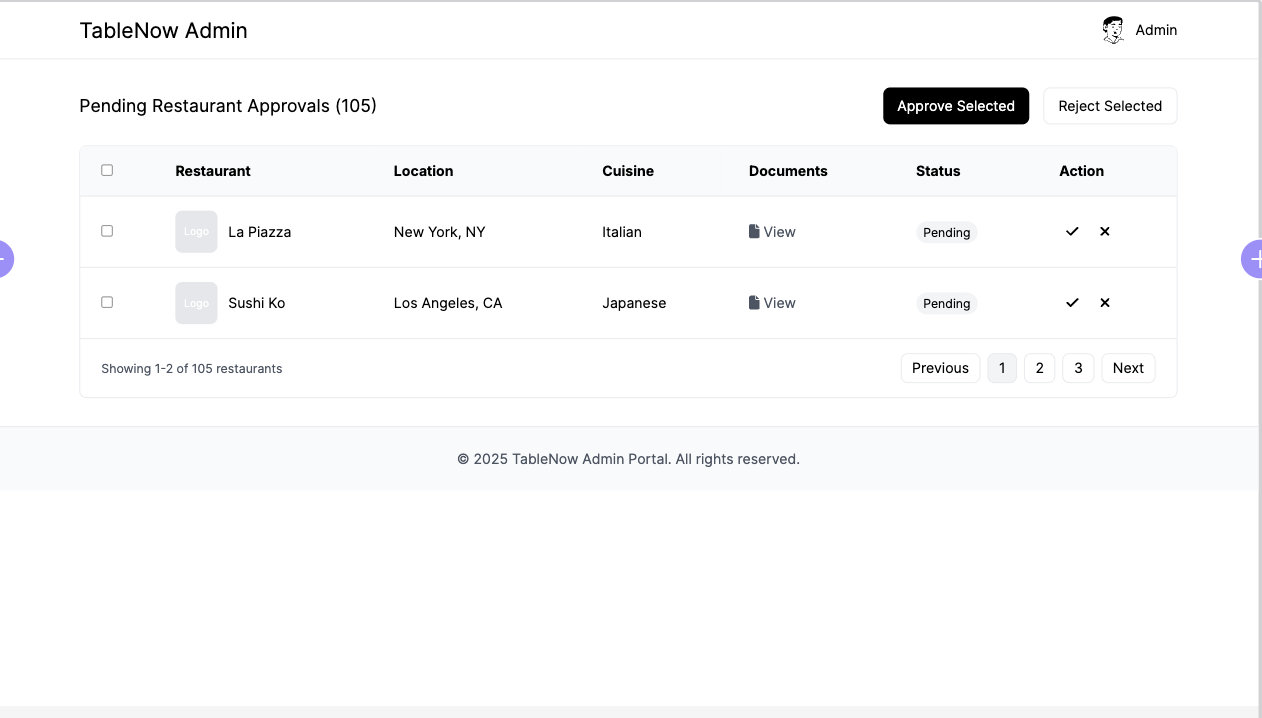 TableNow Admin
Admin
Pending Restaurant Approvals (105)
Approve Selected
Reject Selected
Restaurant Location Cuisine Documents Status Action
Logo La Piazza New York, NY Italian View Pending
Logo Sushi Ko Los Angeles, CA Japanese View Pending
Showing 1-2 of 105 restaurants
Previous 1 2 3 Next
© 2025 TableNow Admin Portal. All rights reserved.